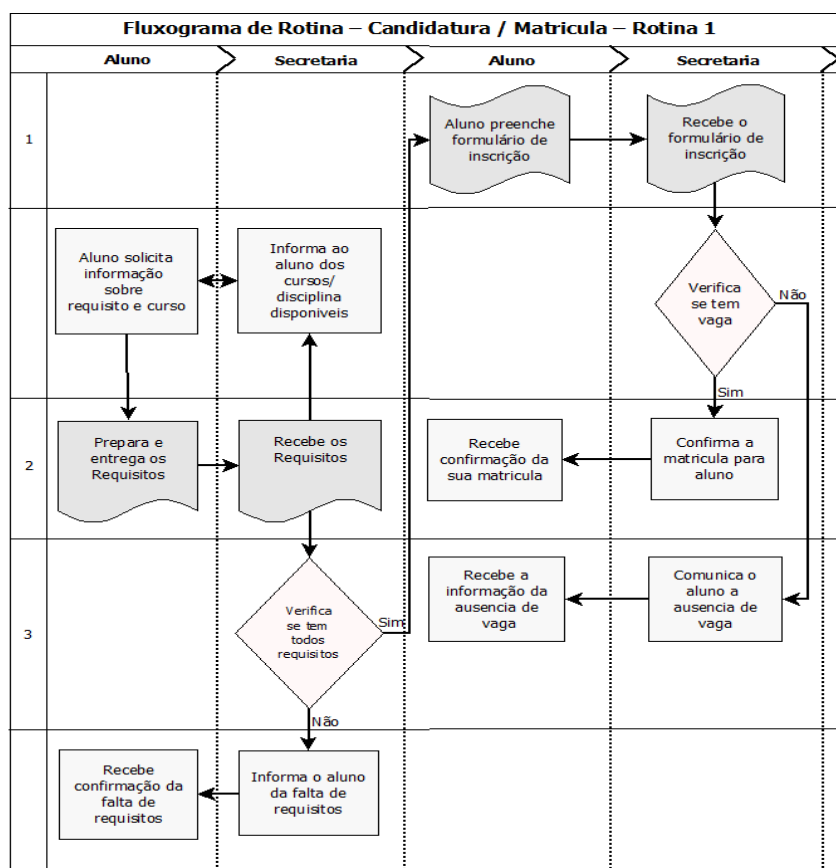 Fluxograma de Rotina – Candidatura / Matricula – Rotina 1
Aluno
Secretaria
Aluno
Secretaria
1
Aluno preenche
formulário de
inscrição
Recebe o
formulário de
inscrição
Aluno solicita
informação
sobre
requisito e curso
Informa ao
aluno dos
cursos/
disciplina
disponiveis
Verifica
se tem
vaga
Não
Sim
2
Prepara e
entrega os
Requisitos
Recebe os
Requisitos
Recebe
confirmação da
sua matricula
Confirma a
matricula para
aluno
3
Verifica
se tem
todos
requisitos
Sim
Não
Recebe a
informação da
ausencia de
vaga
Comunica o
aluno a
ausencia de
vaga
Recebe
confirmação da
falta de
requisitos
Informa o aluno
da falta de
requisitos